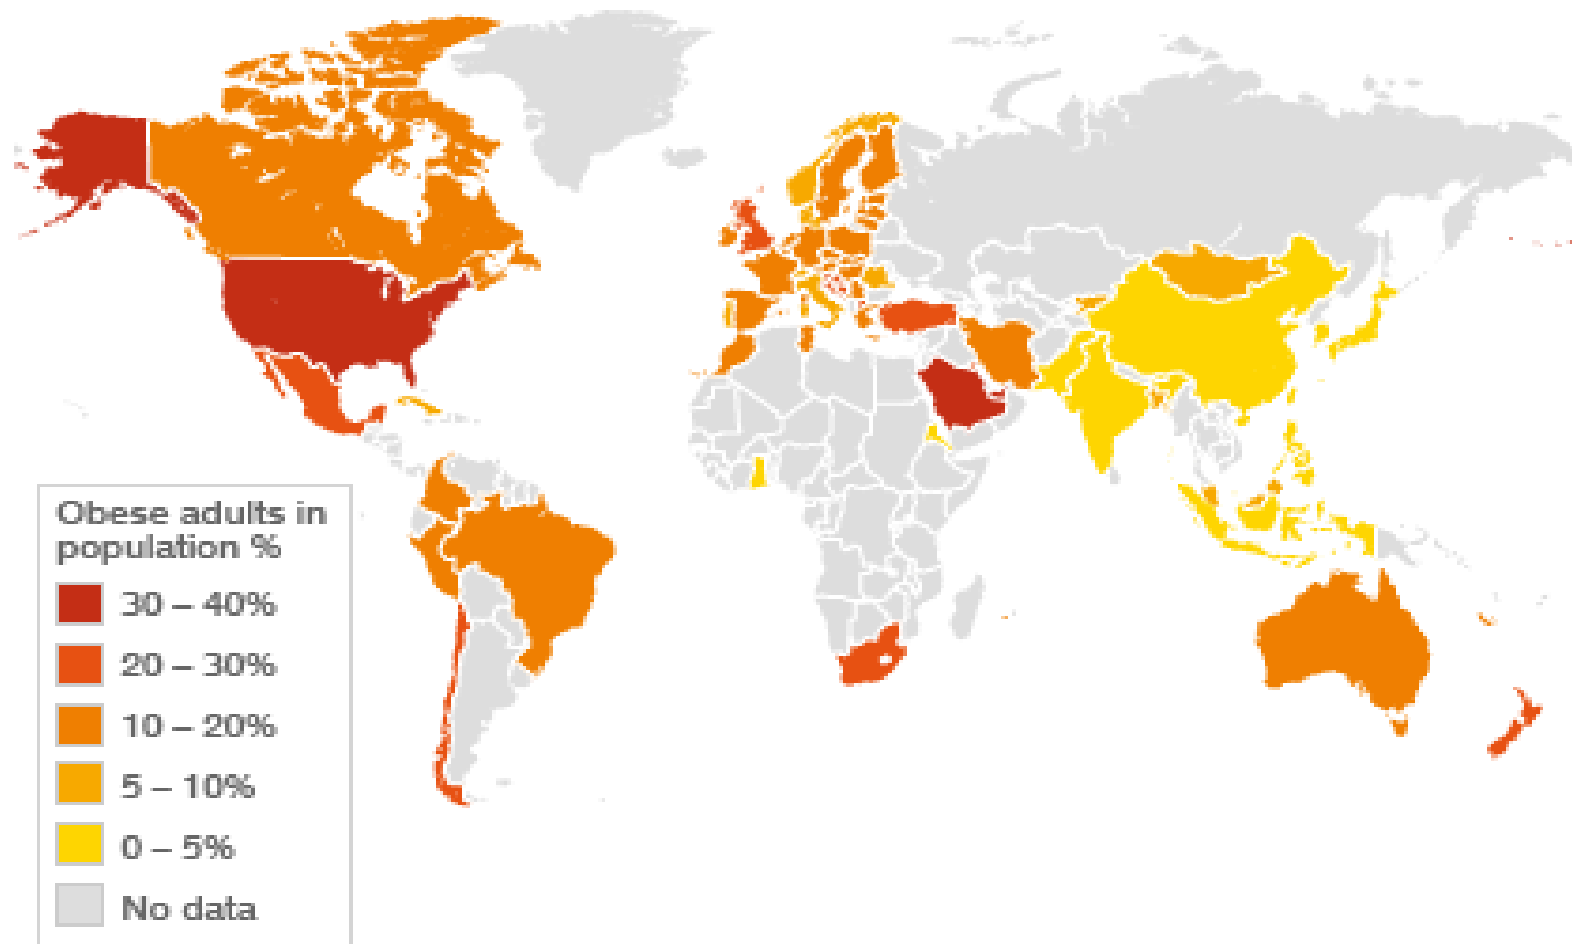 Obese adults in
population %
30 – 40%
20 – 30%
10 – 20%
5 – 10%
0 – 5%
No data